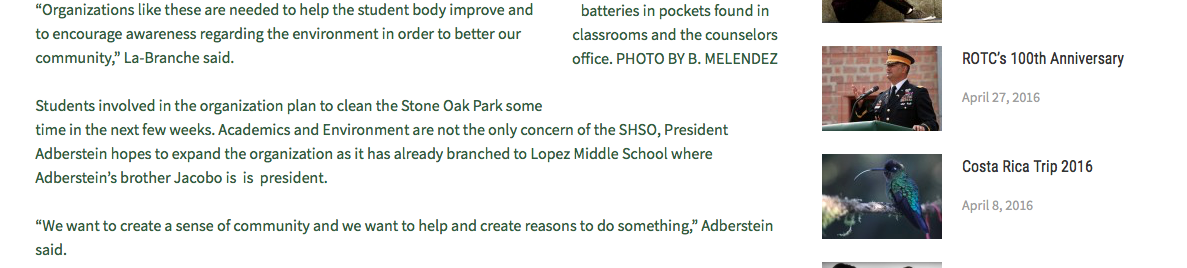 “Organizations like these are needed to help the student body improve and
to encourage awareness regarding the environment in order to better our
community,” La-Branche said.
batteries in pockets found in
classrooms and the counselors
office. PHOTO BY B. MELENDEZ
Students involved in the organization plan to clean the Stone Oak Park some
time in the next few weeks. Academics and Environment are not the only concern of the SHSO, President
Adberstein hopes to expand the organization as it has already branched to Lopez Middle School where
Adberstein’s brother Jacobo is is president.
“We want to create a sense of community and we want to help and create reasons to do something,” Adberstein
said.
ROTC’s 100th Anniversary
April 27, 2016
Costa Rica Trip 2016
April 8, 2016